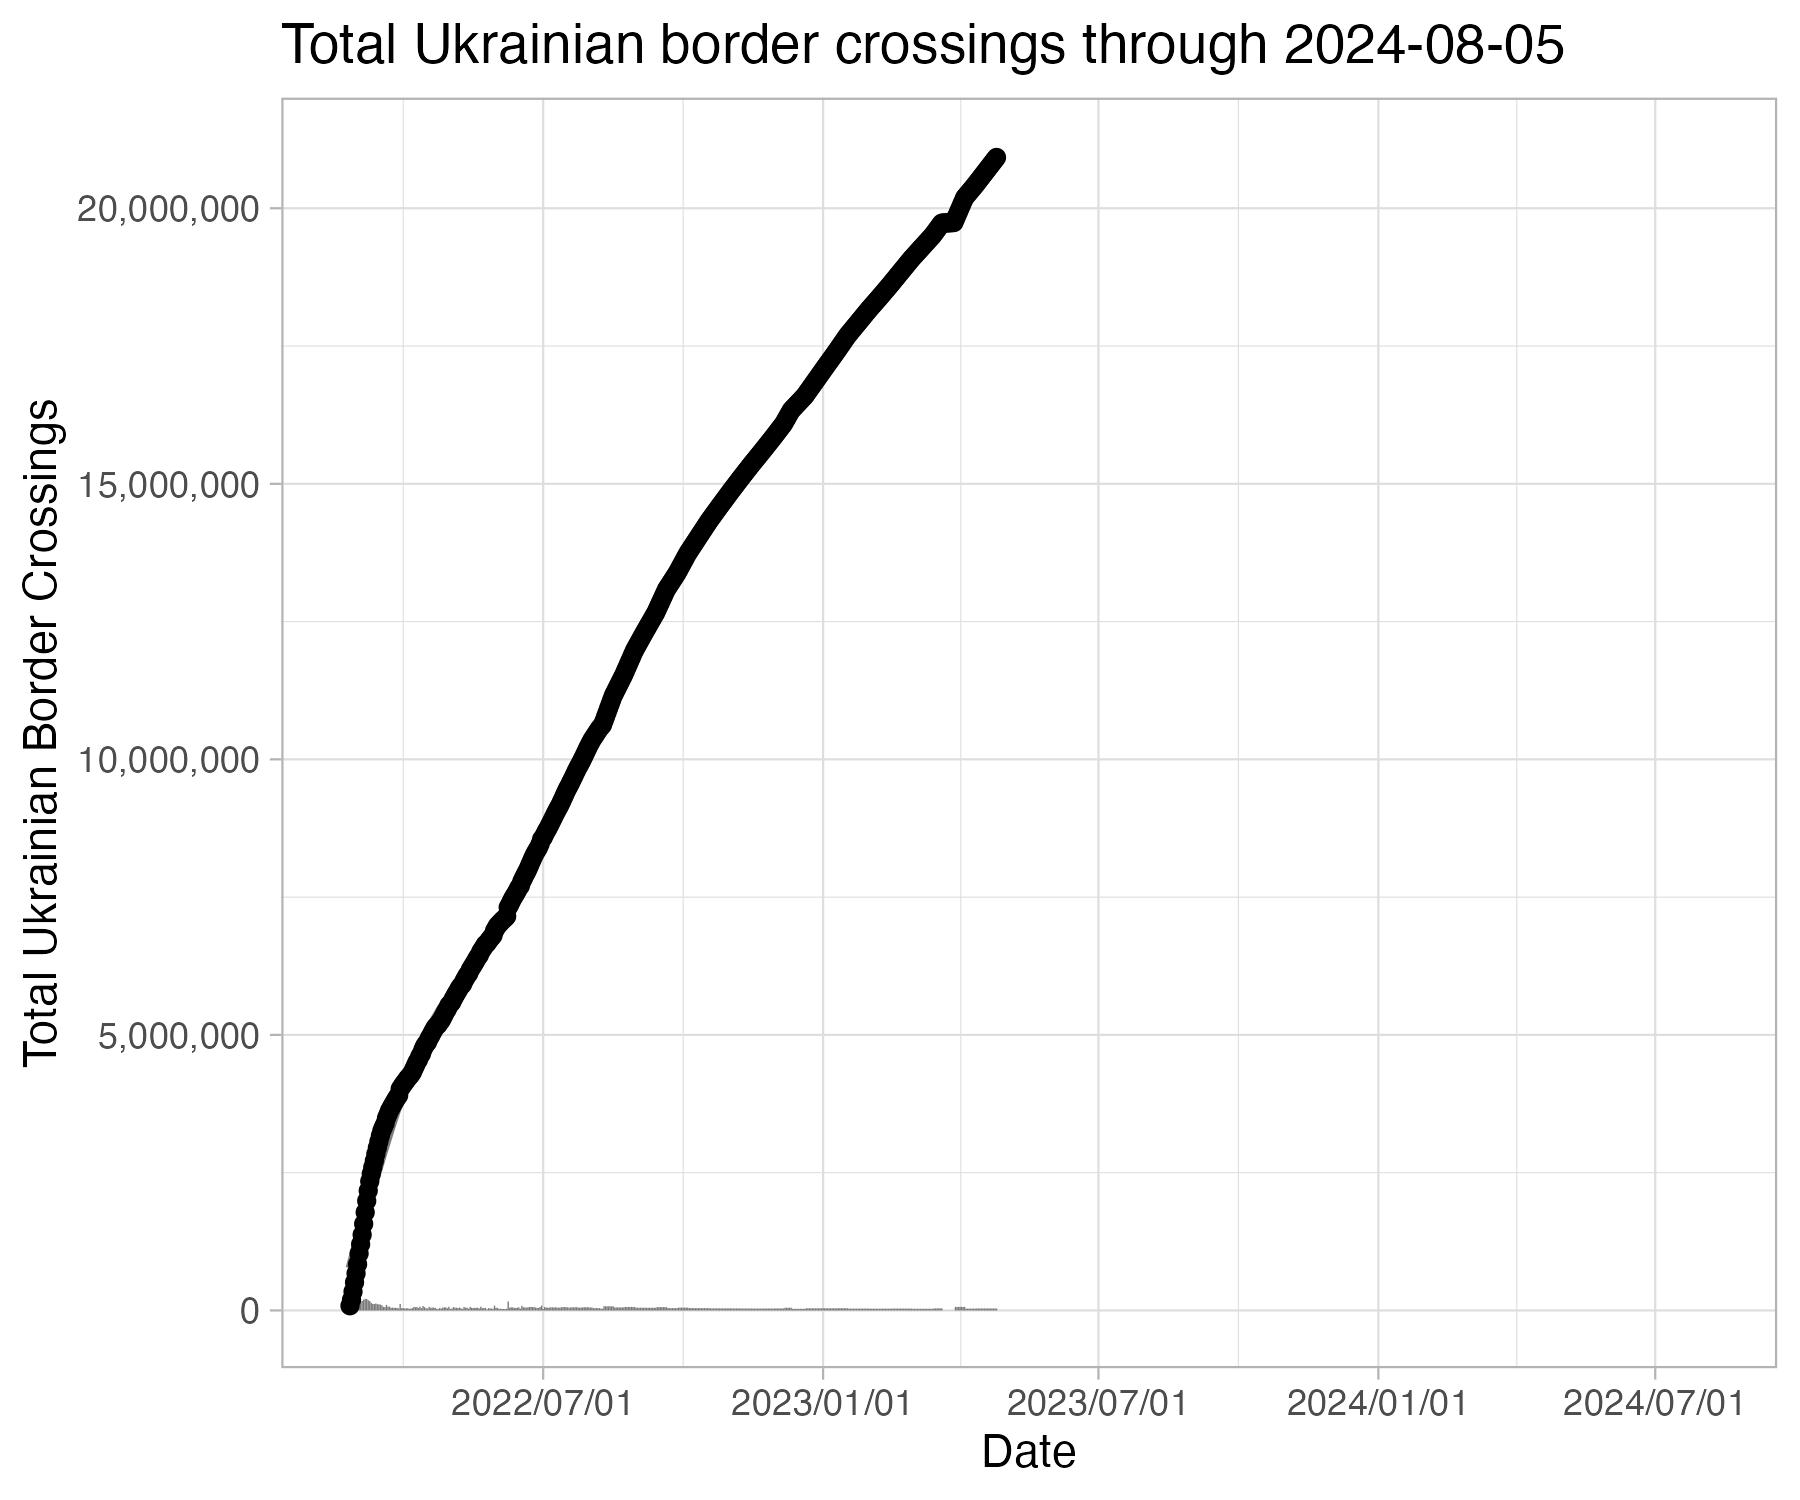 Total Ukrainian border crossings through 2024-08-05
Total Ukrainian Border Crossings
20,000,000
15,000,000
10,000,000
5,000,000
0
2022/07/01 2023/01/01 2023/07/01 2024/01/01 2024/07/01
Date